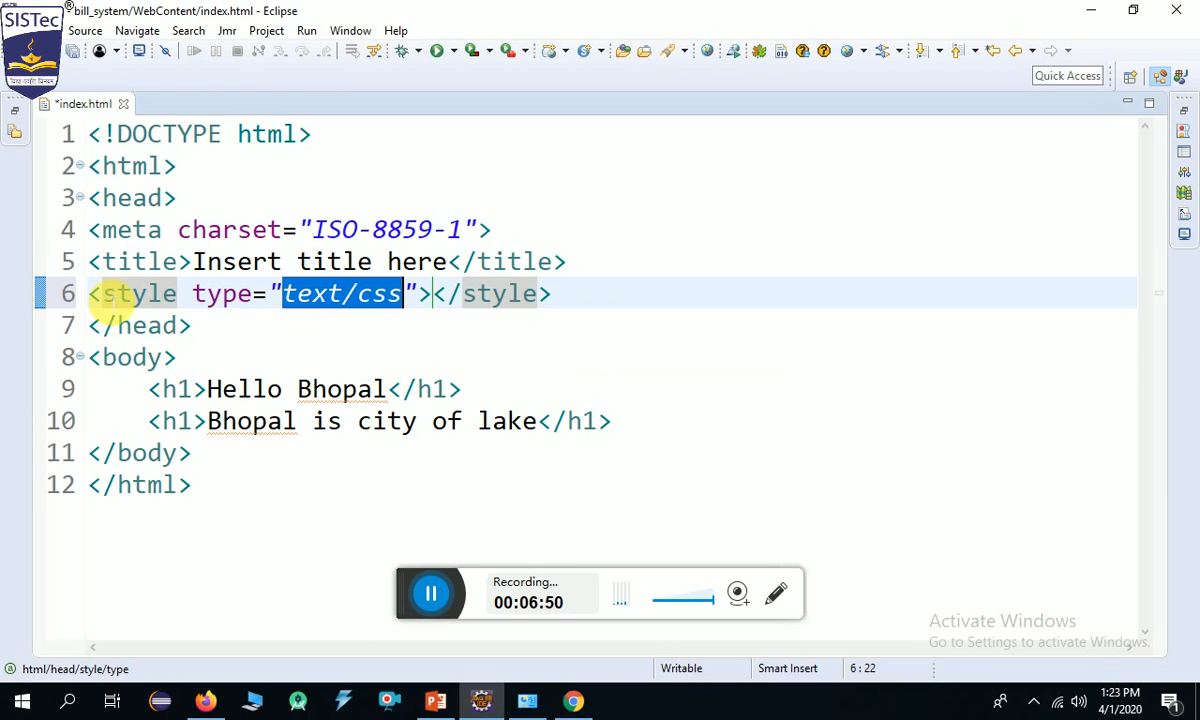 SISTec
®
bill_system/WebContent/index.html - Eclipse
Source Navigate Search Jmr Project Run Window Help
Quick Access
*index.html
1 <!DOCTYPE html>
2 <html>
3 <head>
4 <meta charset="ISO-8859-1">
5 <title>Insert title here</title>
6 <style type="text/css"></style>
7 </head>
8 <body>
9 <h1>Hello Bhopal</h1>
10 <h1>Bhopal is city of lake</h1>
11 </body>
12 </html>
Recording...
00:06:50
Activate Windows
Go to Settings to activate Windows.
html/head/style/type
Writable
Smart Insert
6 : 22
1:23 PM
4/1/2020